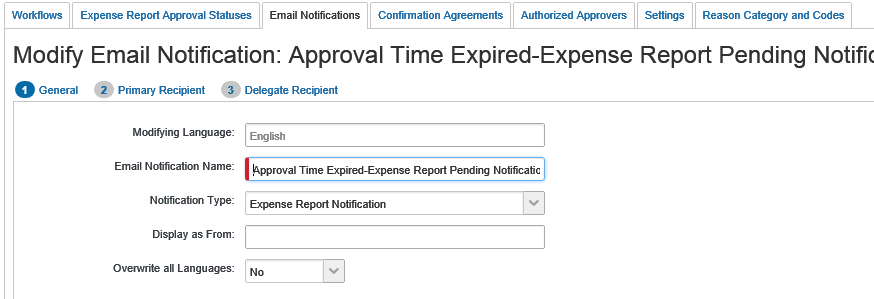 Workflows Expense Report Approval Statuses Email Notifications Confirmation Agreements Authorized Approvers Settings Reason Category and Codes
Modify Email Notification: Approval Time Expired-Expense Report Pending Notific
1 General 2 Primary Recipient 3 Delegate Recipient
Modifying Language: English
Email Notification Name: Approval Time Expired-Expense Report Pending Notificatic
Notification Type: Expense Report Notification
Display as From:
Overwrite all Languages: No